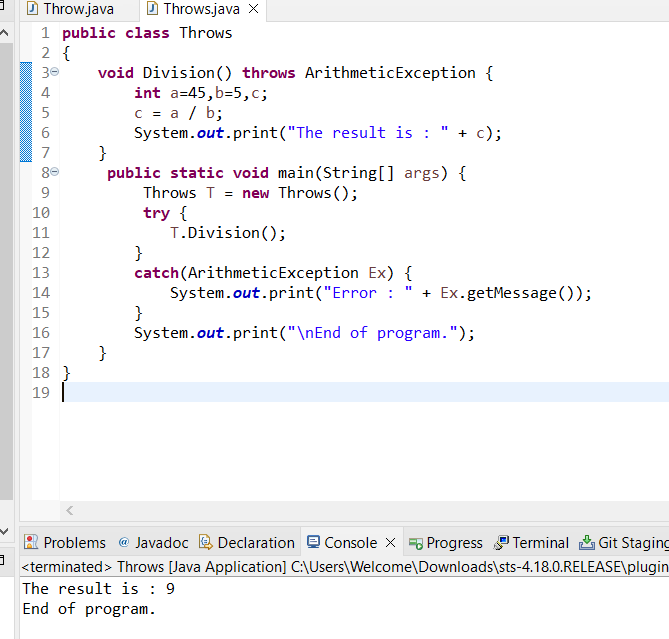 Throw.java Throws.java
1 public class Throws
2 {
3 void Division() throws ArithmeticException {
4 int a=45,b=5,c;
5 c = a / b;
6 System.out.print("The result is : " + c);
7 }
8 public static void main(String[] args) {
9 Throws T = new Throws();
10 try {
11 T.Division();
12 }
13 catch(ArithmeticException Ex) {
14 System.out.print("Error : " + Ex.getMessage());
15 }
16 System.out.print("\nEnd of program.");
17 }
18 }
19
Problems @ Javadoc Declaration Console Progress Terminal Git Staging
<terminated> Throws [Java Application] C:\Users\Welcome\Downloads\sts-4.18.0.RELEASE\plugin
The result is : 9
End of program.